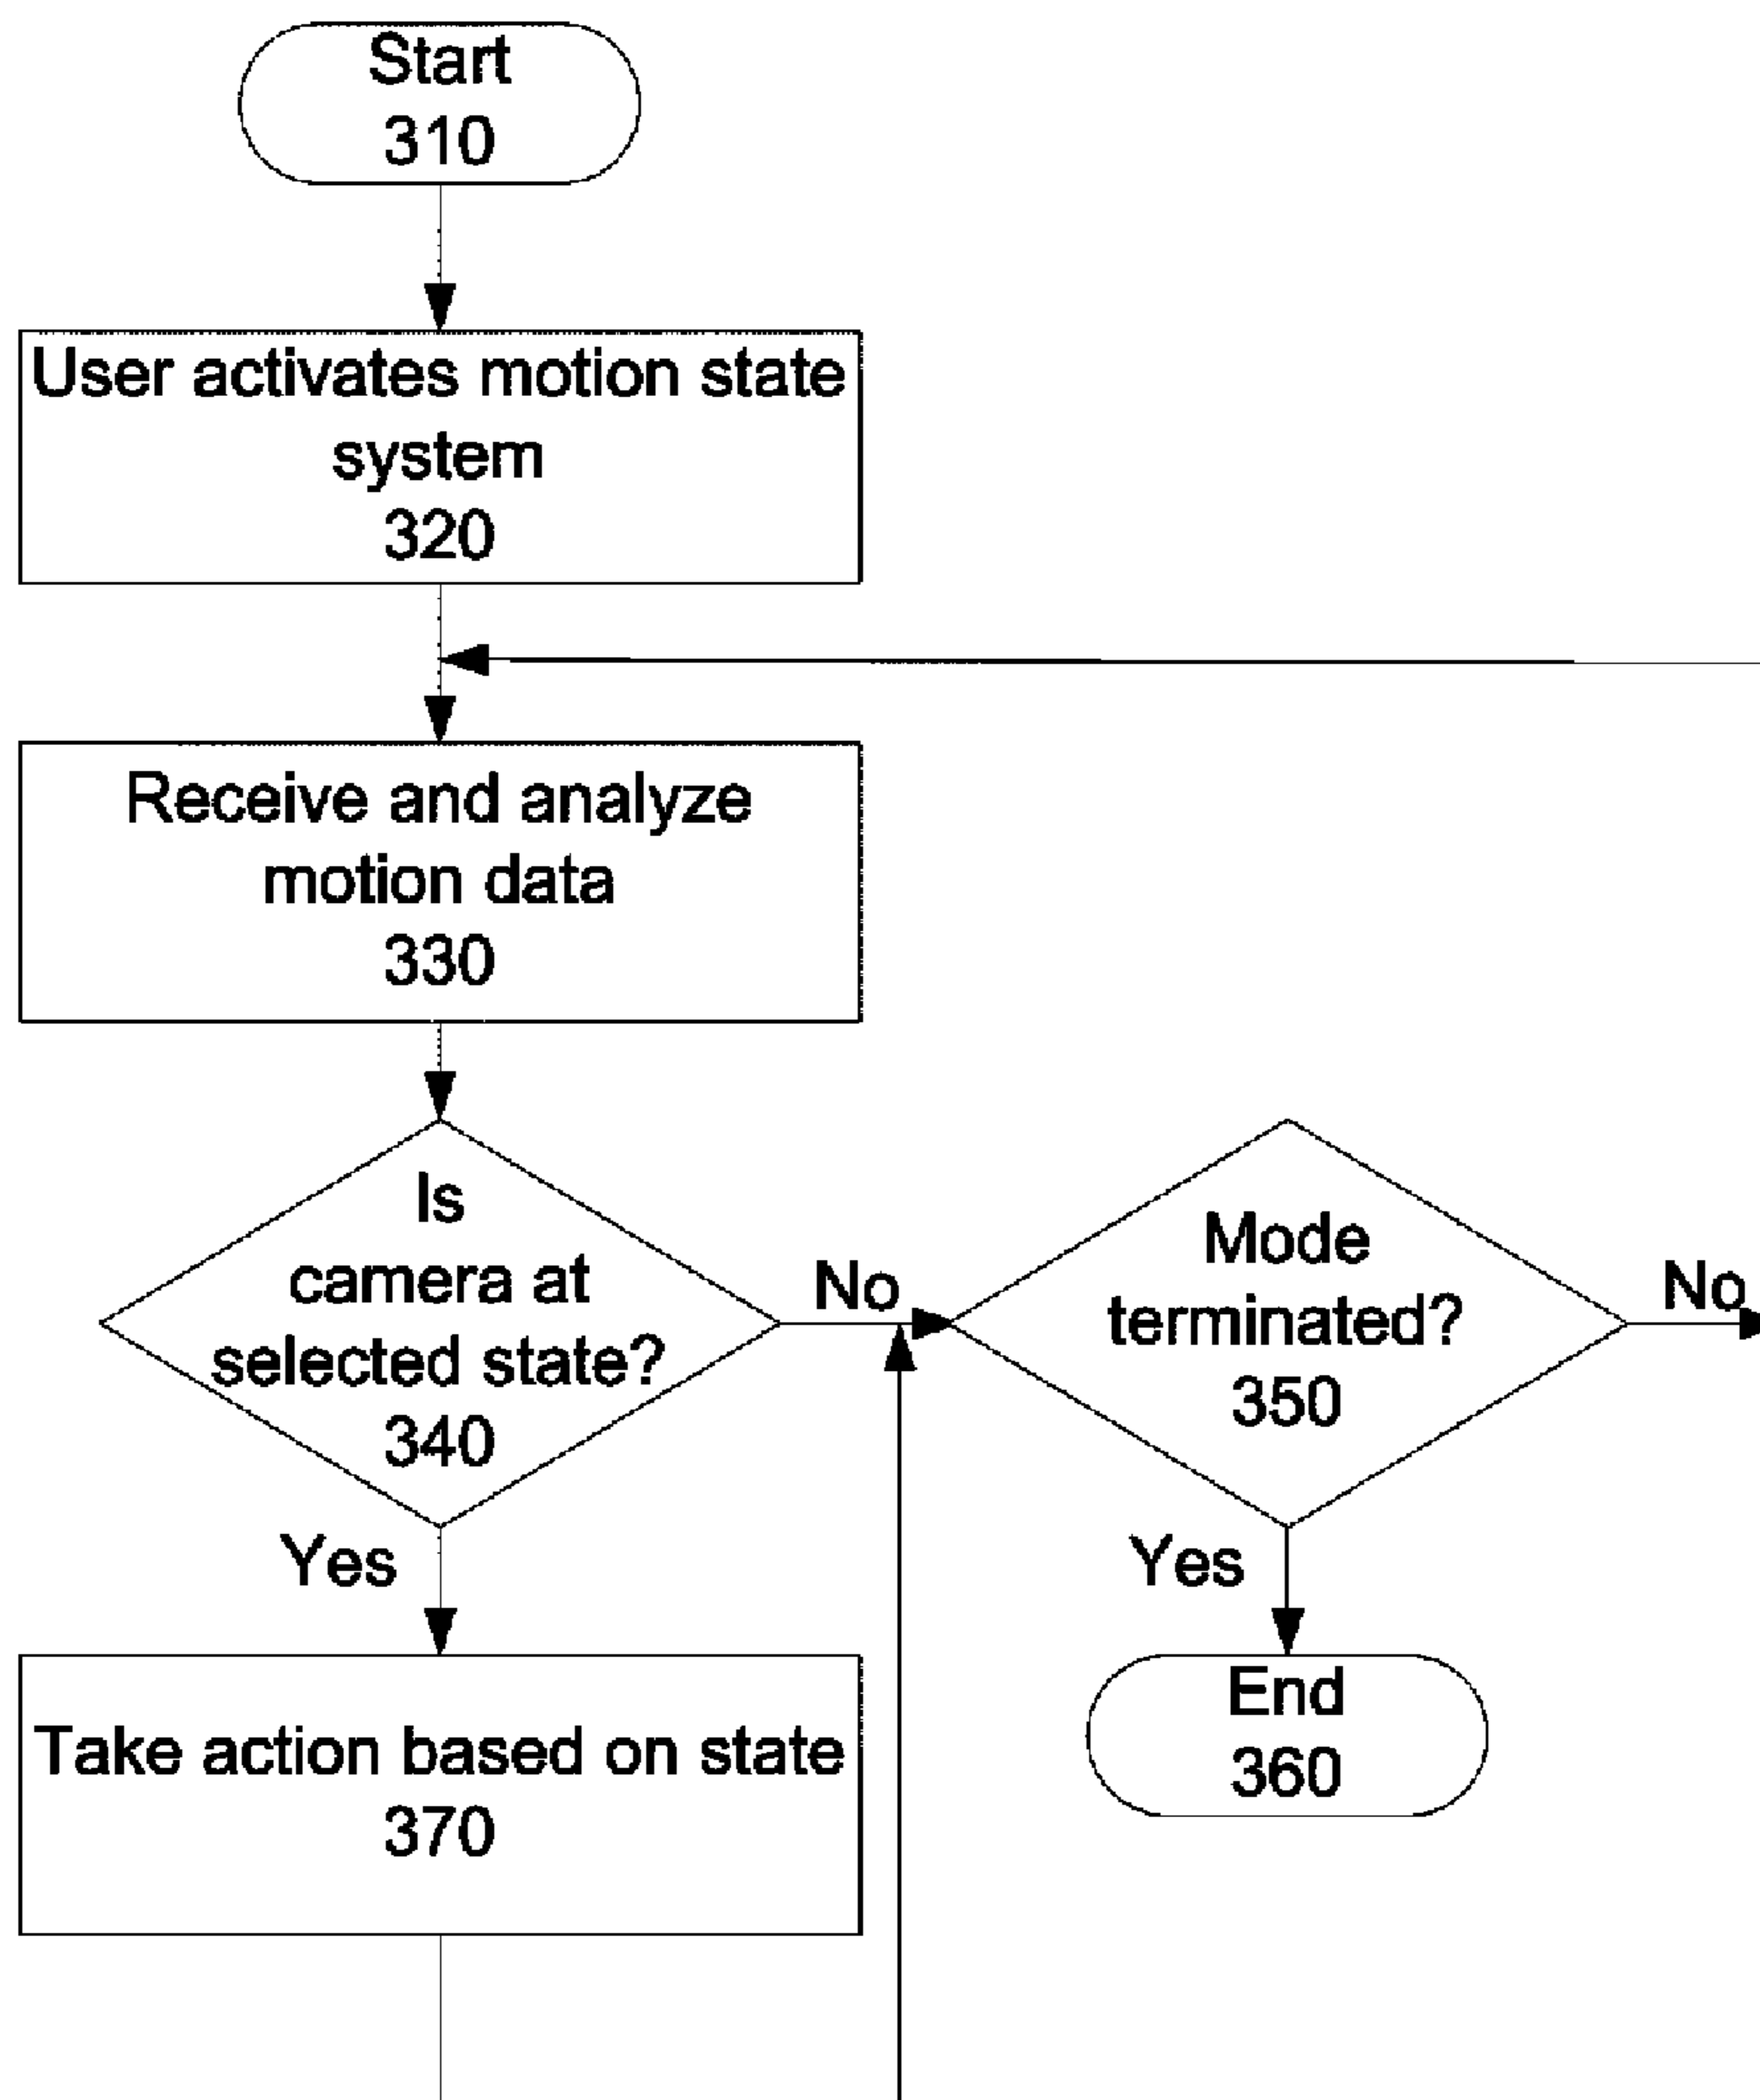 Start
310
User activates motion state
system
320
Receive and analyze
motion data
330
Is
camera at
selected state?
340
No
Mode
terminated?
350
No
Yes
Yes
Take action based on state
370
End
360